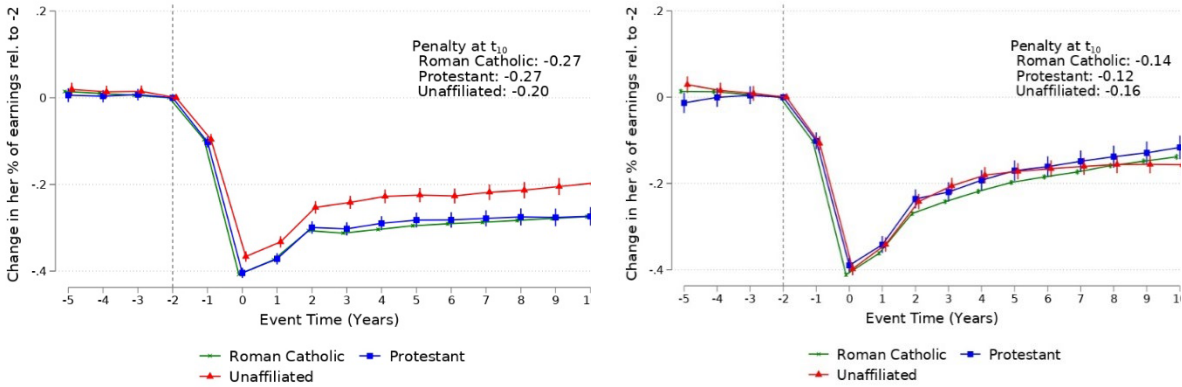 Change in her % of earnings rel. to -2
.2
0
-.2
-.4
Penalty at t10
Roman Catholic: -0.27
Protestant: -0.27
Unaffiliated: -0.20
-5 -4 -3 -2 -1 0 1 2 3 4 5 6 7 8 9 1
Event Time (Years)
Roman Catholic Protestant
Unaffiliated
Change in her % of earnings rel. to -2
.2
0
-.2
-.4
Penalty at t10
Roman Catholic: -0.14
Protestant: -0.12
Unaffiliated: -0.16
-5 -4 -3 -2 -1 0 1 2 3 4 5 6 7 8 9 10
Event Time (Years)
Roman Catholic Protestant
Unaffiliated